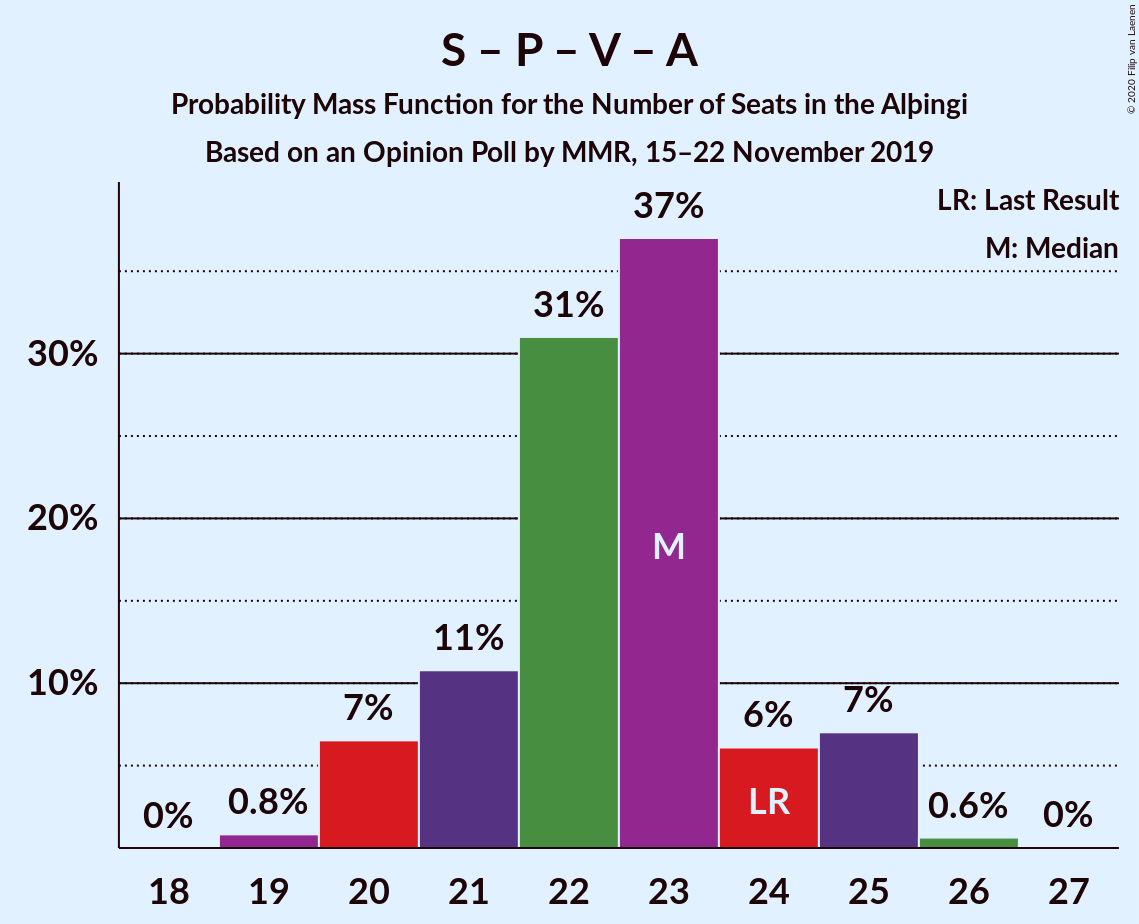 S – P – V – A
Probability Mass Function for the Number of Seats in the Alþingi
Based on an Opinion Poll by MMR, 15–22 November 2019
© 2020 Filip van Laenen
LR: Last Result
M: Median
37%
31%
30%
M
20%
11%
10%
7%
6%
7%
0%
0.8%
LR
0.6%
0%
18 19 20 21 22 23 24 25 26 27